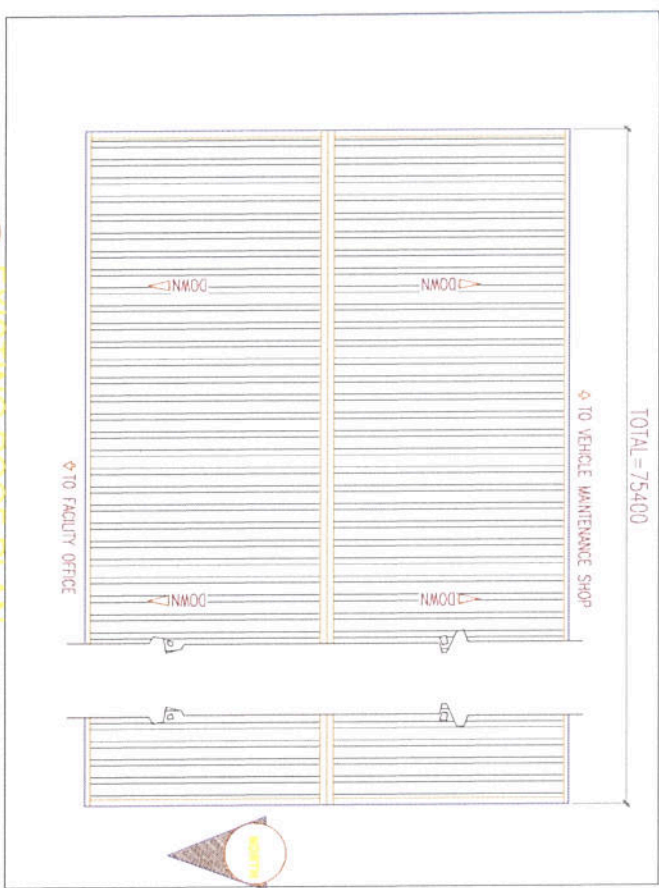 TOTAL=75400
TO VEHICLE MAINTENANCE SHOP
DOWN
DOWN
DOWN
DOWN
TO FACILITY OFFICE
NORTH